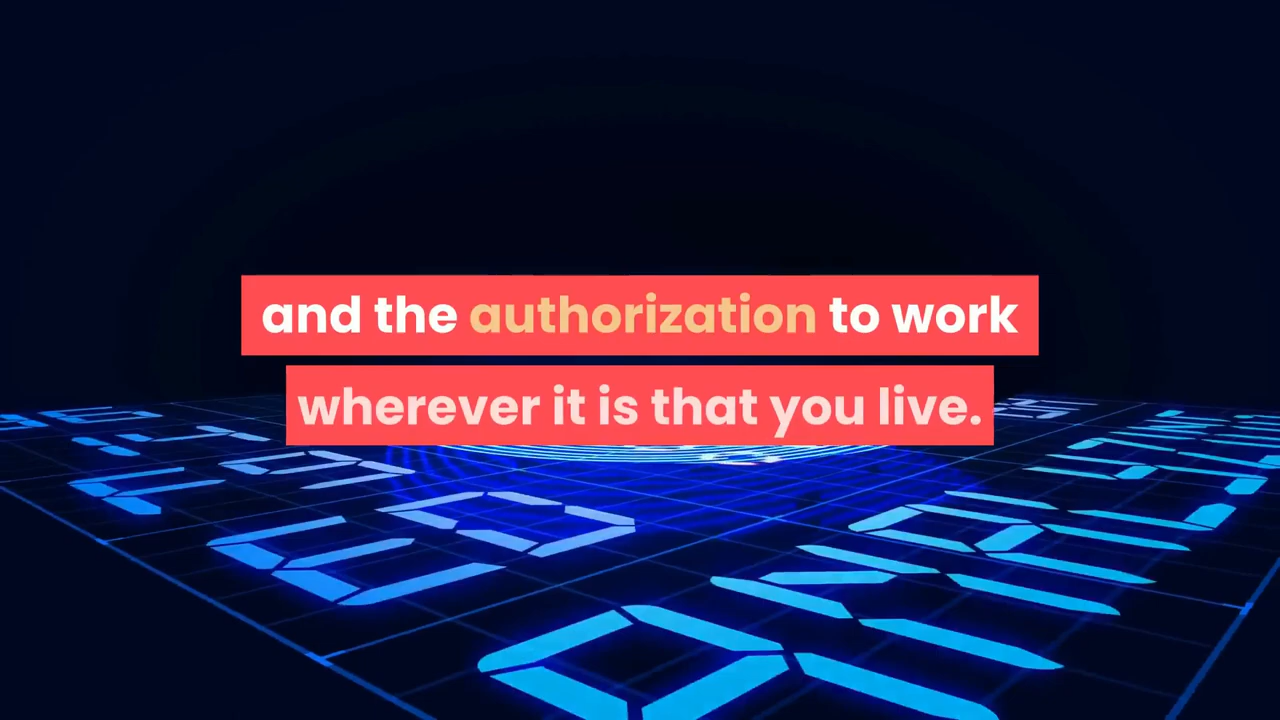 and the authorization to work
wherever it is that you live.